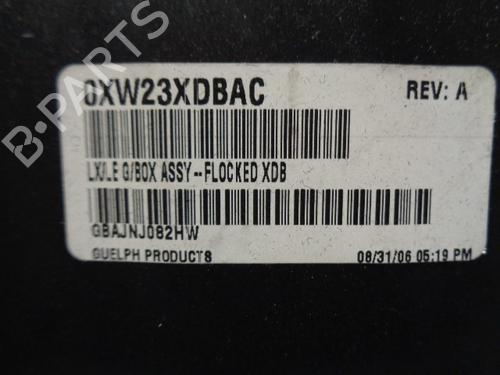 B-PARTS
0XW23XDBAC REV: A
LX/LE G/BOX ASSY--FLOCKED XDB
GBAJNJ082HW
GUELPH PRODUCTS 08/31/06 05:19 PM